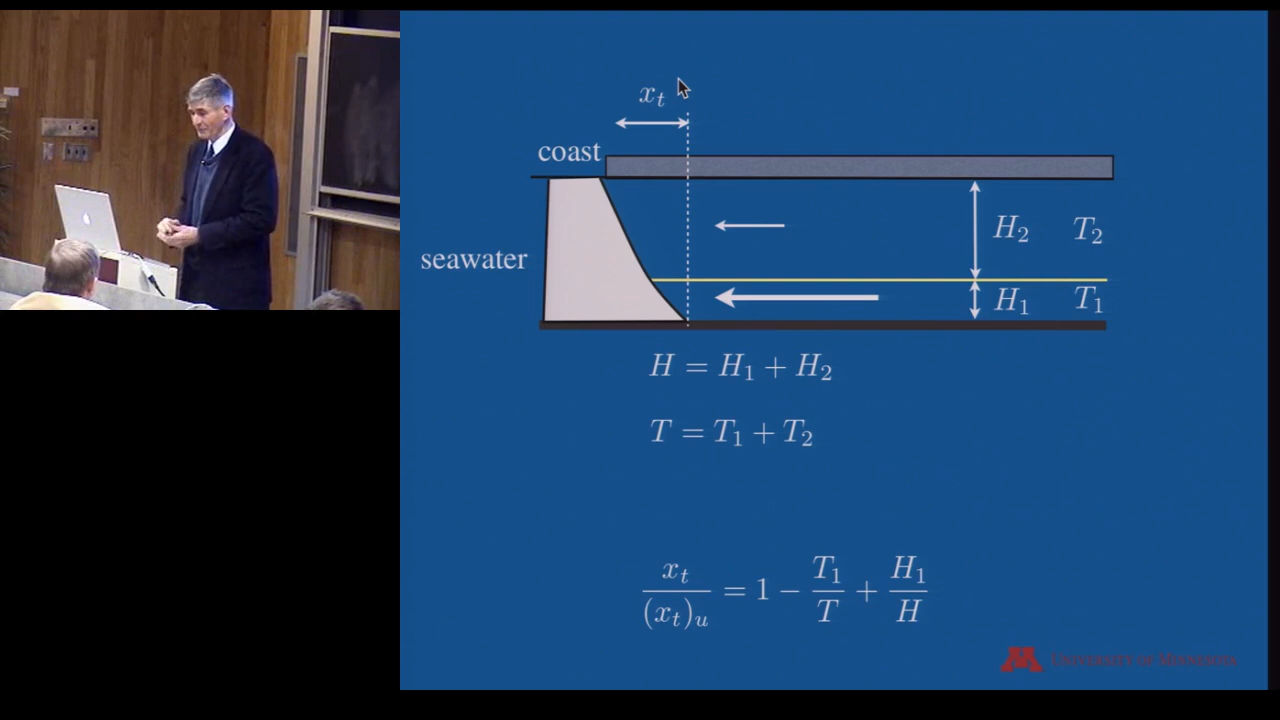 x_t
coast
seawater
H_2 T_2
H_1 T_1
H = H_1 + H_2
T = T_1 + T_2
x_t/(x_t)_u = 1 − T_1/T + H_1/H
UNIVERSITY OF MINNESOTA